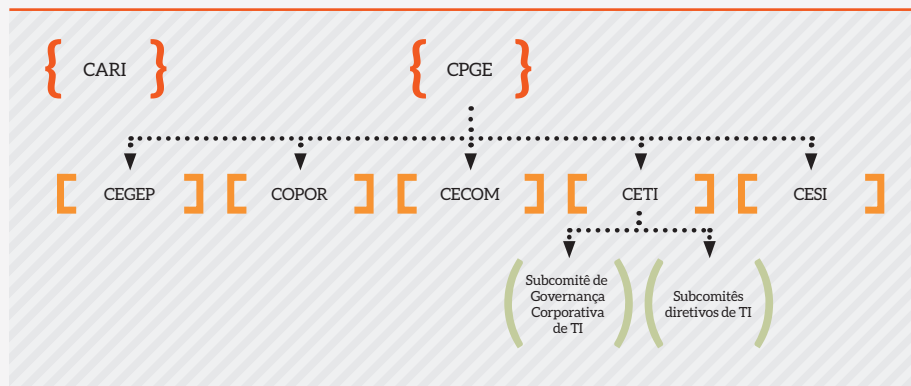 CARI
CPGE
CEGEP
COPOR
CECOM
CETI
CESI
Subcomitê de
Governança
Corporativa
de TI
Subcomitês
diretivos de TI